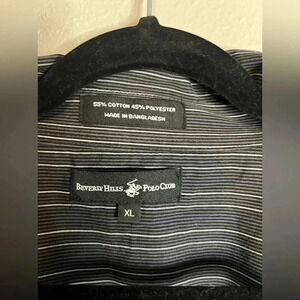 55% COTTON 45% POLYESTER
MADE IN BANGLADESH
BEVERLY HILLS POLO CLUB
XL